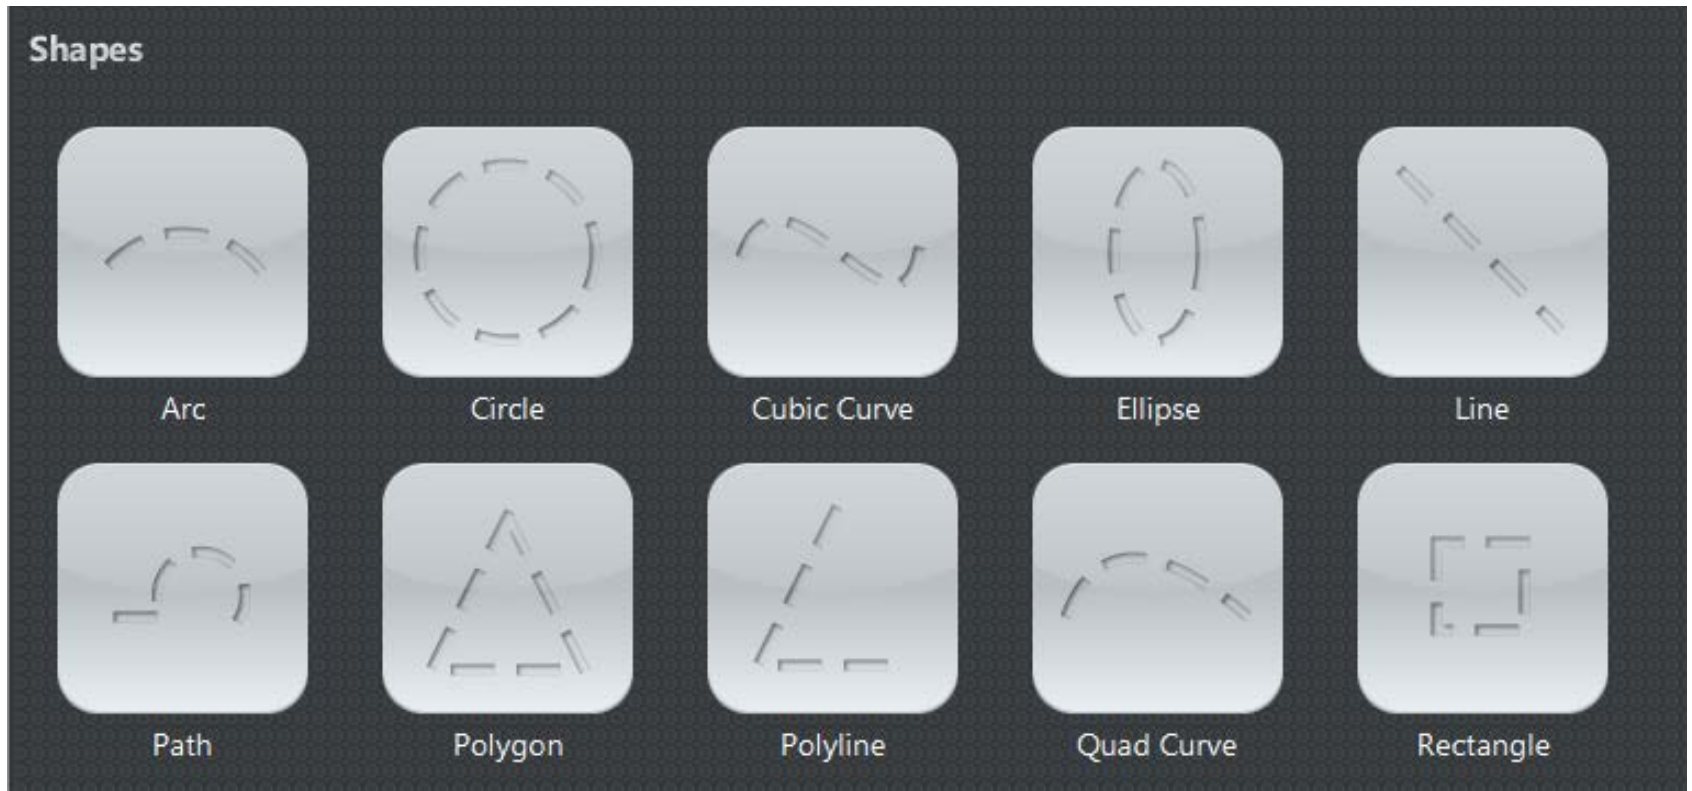 Shapes
Arc Circle Cubic Curve Ellipse Line
Path Polygon Polyline Quad Curve Rectangle